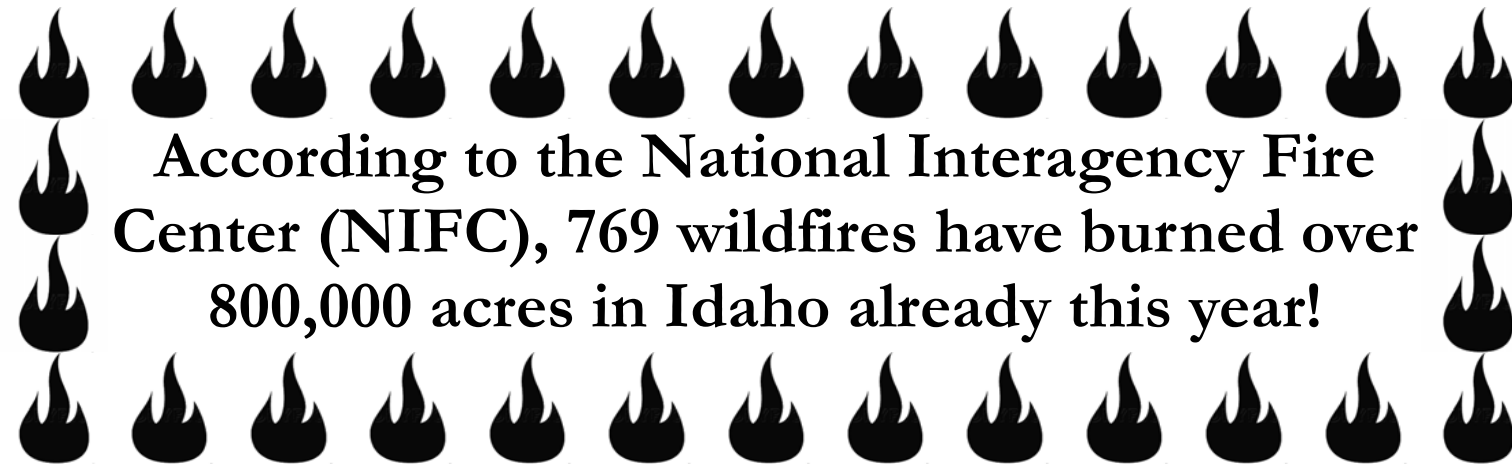 According to the National Interagency Fire
Center (NIFC), 769 wildfires have burned over
800,000 acres in Idaho already this year!